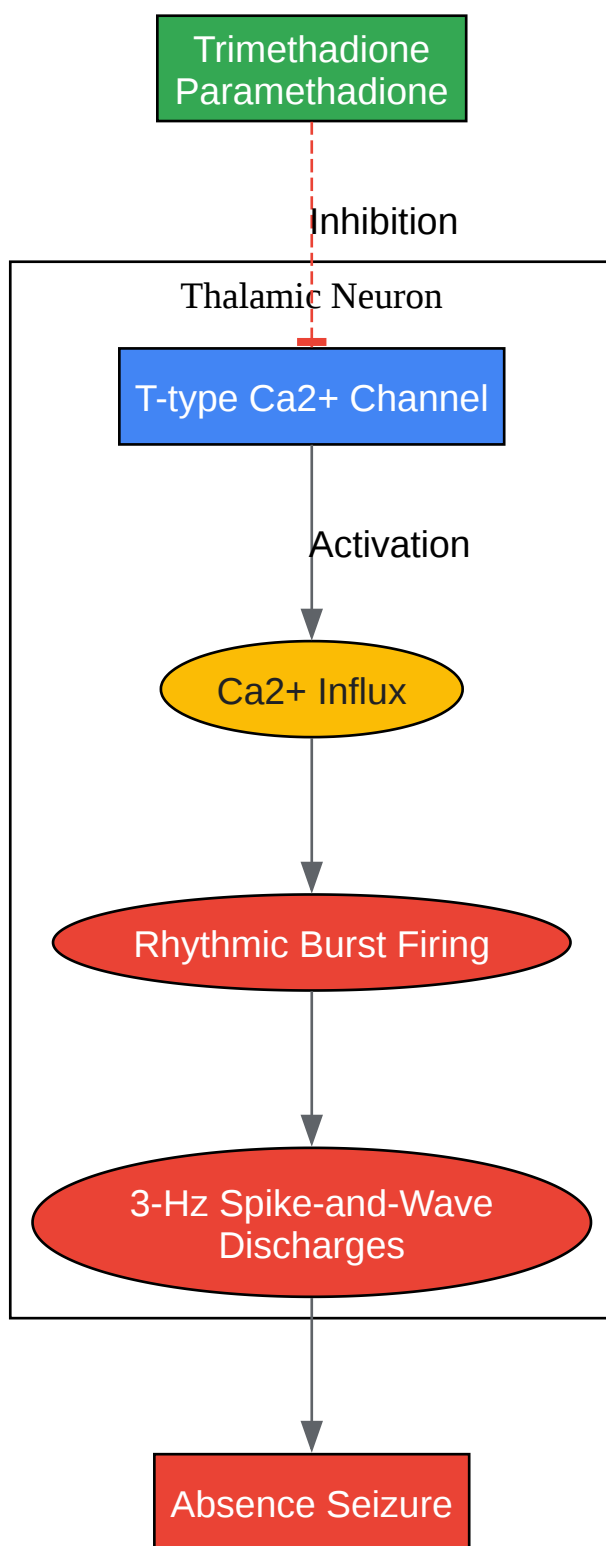 Trimethadione
Paramethadione
Inhibition
Thalamic Neuron
T-type Ca2+ Channel
Activation
Ca2+ Influx
Rhythmic Burst Firing
3-Hz Spike-and-Wave
Discharges
Absence Seizure